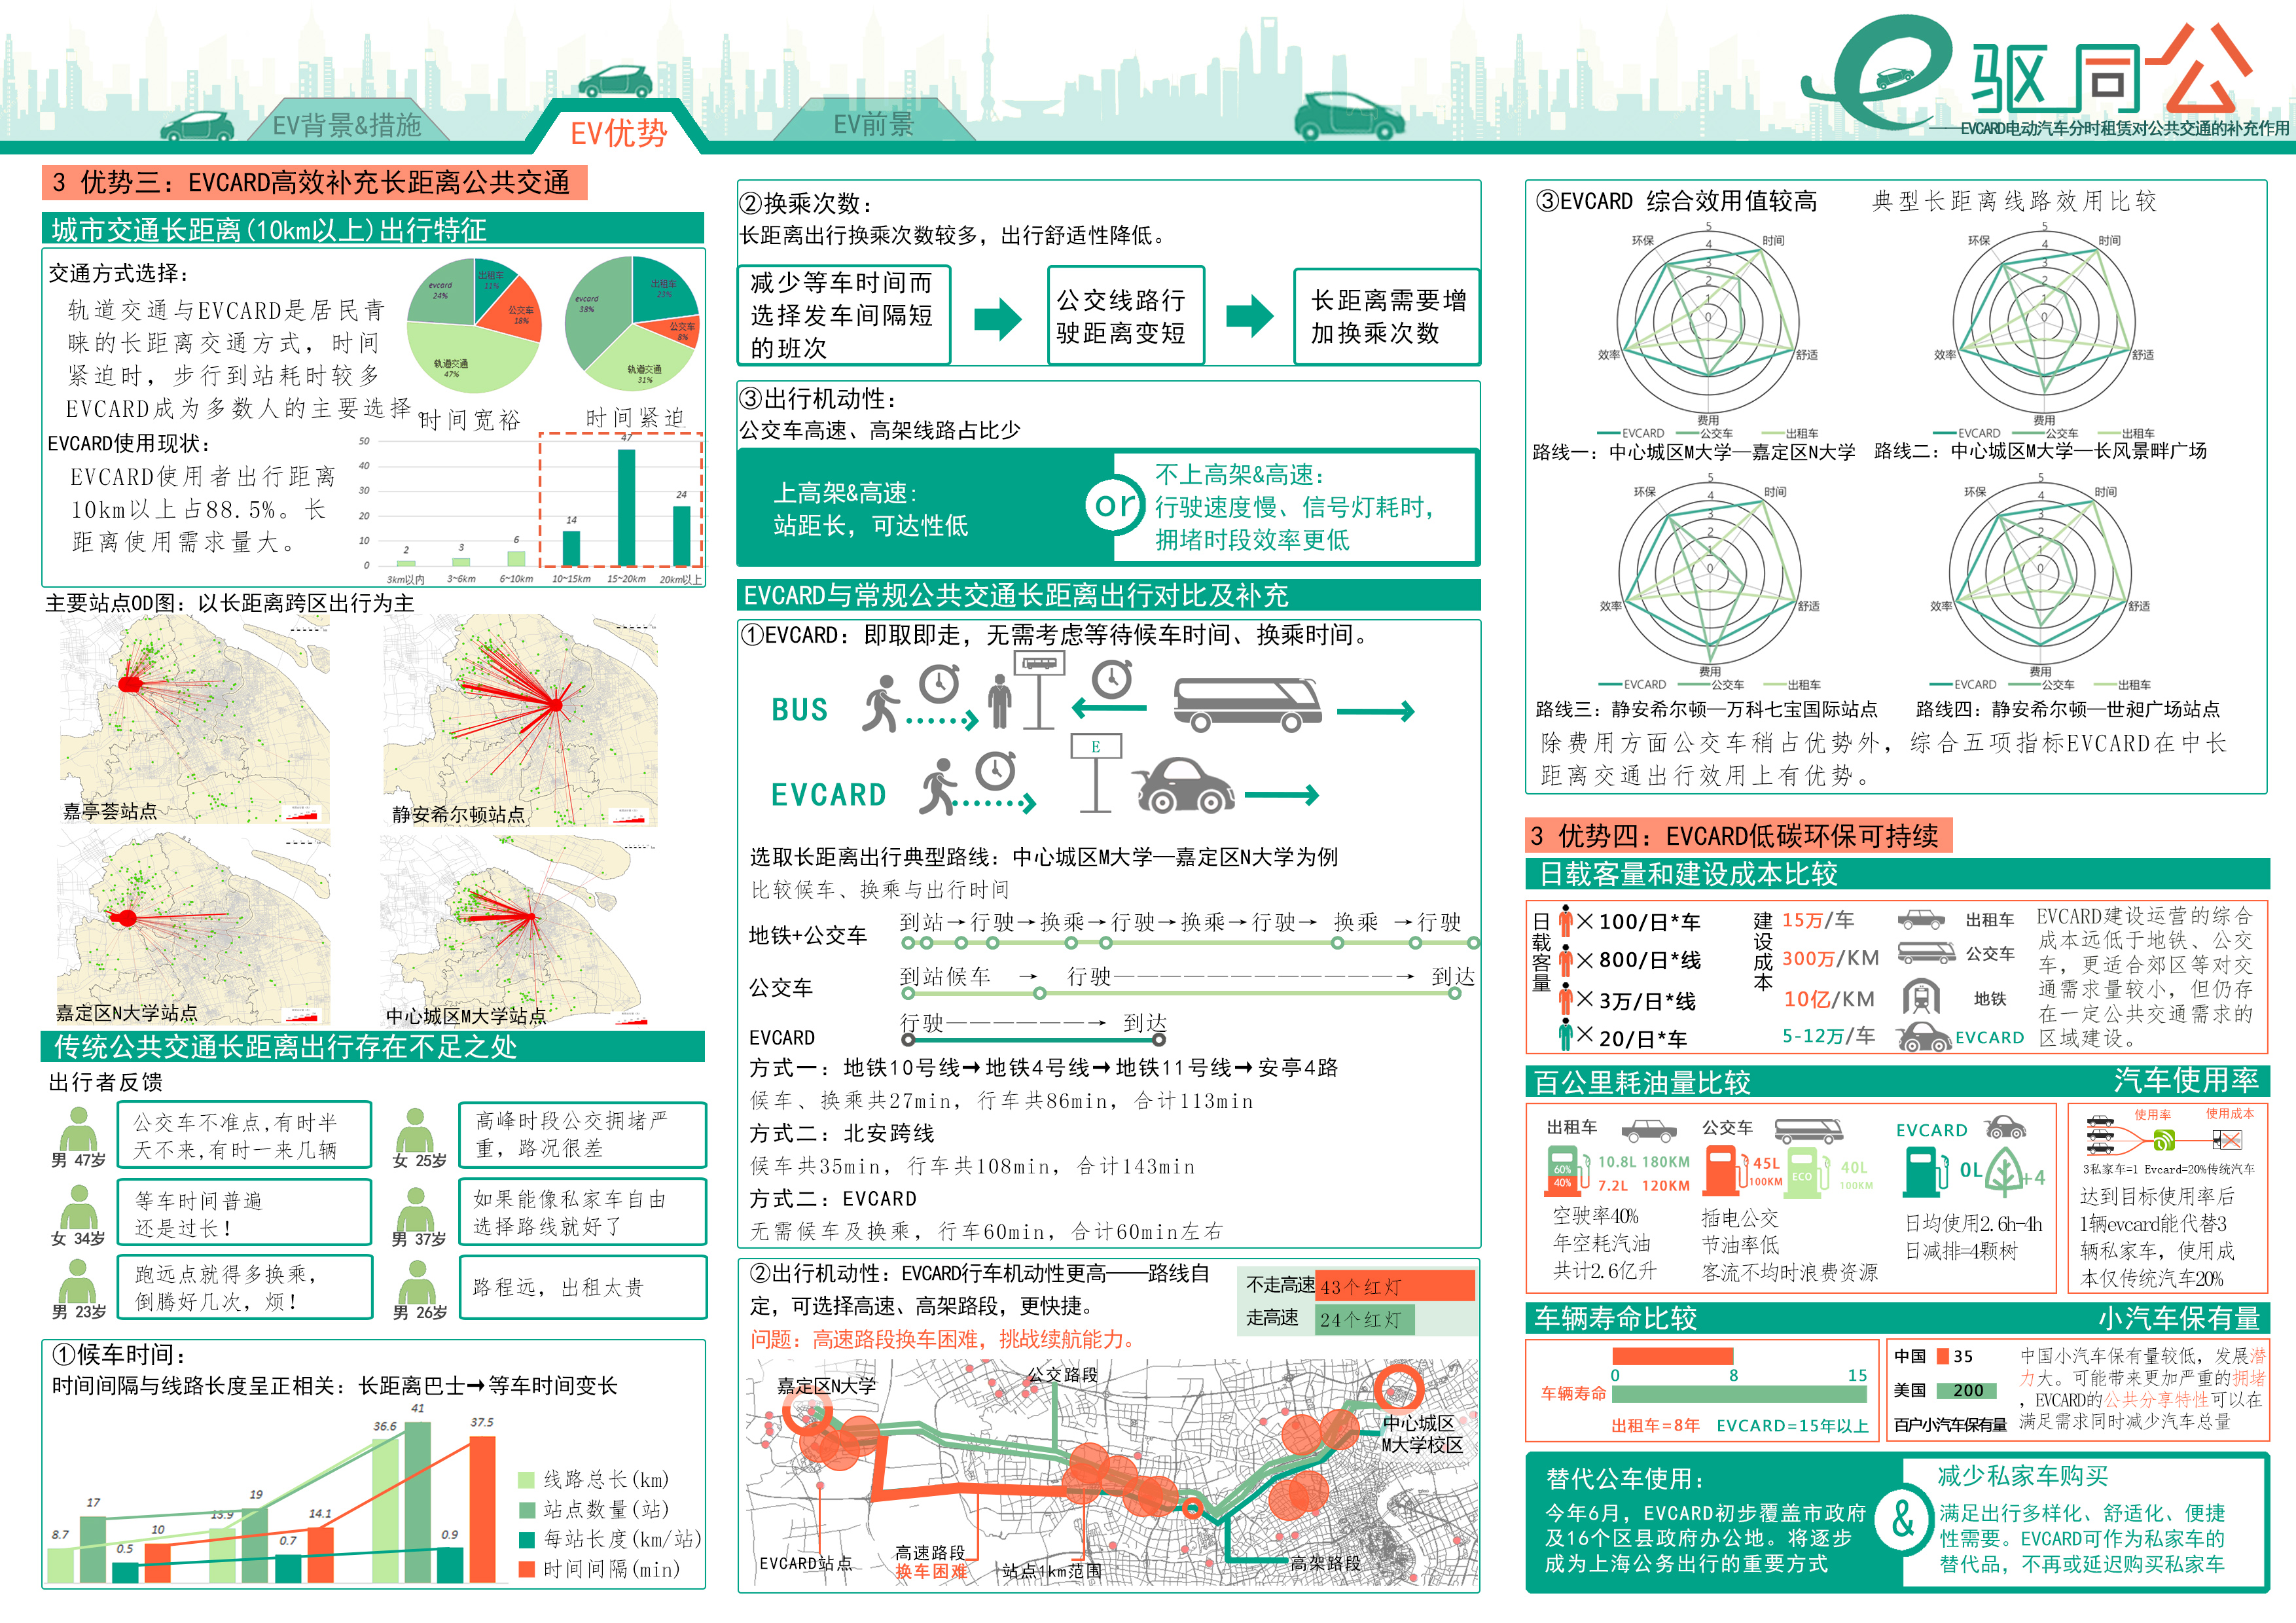 EV背景&措施
EV优势
EV前景
e驱同公
——EVCARD电动汽车分时租赁对公共交通的补充作用
3 优势三：EVCARD高效补充长距离公共交通
城市交通长距离(10km以上)出行特征
交通方式选择：
轨道交通与EVCARD是居民青
睐的长距离交通方式，时间
紧迫时，步行到站耗时较多
EVCARD成为多数人的主要选择。
evcard
24%
出租车
11%
公交车
18%
轨道交通
47%
时间宽裕
evcard
38%
出租车
23%
公交车
8%
轨道交通
31%
时间紧迫
EVCARD使用现状：
EVCARD使用者出行距离
10km以上占88.5%。长
距离使用需求量大。
50
40
30
20
10
0
2
3
6
14
47
24
3km以内
3~6km
6~10km
10~15km
15~20km
20km以上
主要站点OD图：以长距离跨区出行为主
嘉亭荟站点
静安希尔顿站点
嘉定区N大学站点
中心城区M大学站点
传统公共交通长距离出行存在不足之处
出行者反馈
男 47岁
公交车不准点,有时半
天不来,有时一来几辆
女 25岁
高峰时段公交拥堵严
重，路况很差
女 34岁
等车时间普遍
还是过长！
男 37岁
如果能像私家车自由
选择路线就好了
男 23岁
跑远点就得多换乘，
倒腾好几次，烦！
男 26岁
路程远，出租太贵
①候车时间：
时间间隔与线路长度呈正相关：长距离巴士→等车时间变长
8.7
17
0.5
10
13.9
19
0.7
14.1
36.6
41
0.9
37.5
线路总长(km)
站点数量(站)
每站长度(km/站)
时间间隔(min)
②换乘次数：
长距离出行换乘次数较多，出行舒适性降低。
减少等车时间而
选择发车间隔短
的班次
公交线路行
驶距离变短
长距离需要增
加换乘次数
③出行机动性：
公交车高速、高架线路占比少
上高架&高速：
站距长，可达性低
or
不上高架&高速：
行驶速度慢、信号灯耗时，
拥堵时段效率更低
EVCARD与常规公共交通长距离出行对比及补充
①EVCARD：即取即走，无需考虑等待候车时间、换乘时间。
BUS
E
EVCARD
选取长距离出行典型路线：中心城区M大学—嘉定区N大学为例
比较候车、换乘与出行时间
地铁+公交车
到站→行驶→换乘→行驶→换乘→行驶→ 换乘 →行驶
公交车
到站候车 → 行驶——————————→ 到达
EVCARD
行驶——————→ 到达
方式一：地铁10号线→地铁4号线→地铁11号线→安亭4路
候车、换乘共27min，行车共86min，合计113min
方式二：北安跨线
候车共35min，行车共108min，合计143min
方式二：EVCARD
无需候车及换乘，行车60min，合计60min左右
②出行机动性：EVCARD行车机动性更高——路线自
定，可选择高速、高架路段，更快捷。
问题：高速路段换车困难，挑战续航能力。
不走高速 43个红灯
走高速 24个红灯
嘉定区N大学
公交路段
中心城区
M大学校区
EVCARD站点
高速路段
换车困难
站点1km范围
高架路段
③EVCARD 综合效用值较高
典型长距离线路效用比较
5
4
3
2
1
0
环保
时间
效率
舒适
费用
EVCARD
公交车
出租车
5
4
3
2
1
0
环保
时间
效率
舒适
费用
EVCARD
公交车
出租车
路线一：中心城区M大学—嘉定区N大学
路线二：中心城区M大学—长风景畔广场
5
4
3
2
1
0
环保
时间
效率
舒适
费用
EVCARD
公交车
出租车
5
4
3
2
1
0
环保
时间
效率
舒适
费用
EVCARD
公交车
出租车
路线三：静安希尔顿—万科七宝国际站点
路线四：静安希尔顿—世昶广场站点
除费用方面公交车稍占优势外，综合五项指标EVCARD在中长
距离交通出行效用上有优势。
3 优势四：EVCARD低碳环保可持续
日载客量和建设成本比较
日载客量
×100/日*车
×800/日*线
×3万/日*线
×20/日*车
建设成本
15万/车
300万/KM
10亿/KM
5-12万/车
出租车
公交车
地铁
EVCARD
EVCARD建设运营的综合
成本远低于地铁、公交
车，更适合郊区等对交
通需求量较小，但仍存
在一定公共交通需求的
区域建设。
百公里耗油量比较
汽车使用率
出租车
60%
40%
10.8L 180KM
7.2L 120KM
空驶率40%
年空耗汽油
共计2.6亿升
公交车
45L
100KM
ECO
40L
100KM
插电公交
节油率低
客流不均时浪费资源
EVCARD
0L
+4
日均使用2.6h-4h
日减排=4颗树
使用率
使用成本
3私家车=1 Evcard=20%传统汽车
达到目标使用率后
1辆evcard能代替3
辆私家车，使用成
本仅传统汽车20%
车辆寿命比较
小汽车保有量
车辆寿命
0
8
15
出租车=8年
EVCARD=15年以上
中国
35
美国
200
百户小汽车保有量
中国小汽车保有量较低，发展潜
力大。可能带来更加严重的拥堵
，EVCARD的公共分享特性可以在
满足需求同时减少汽车总量
替代公车使用：
今年6月，EVCARD初步覆盖市政府
及16个区县政府办公地。将逐步
成为上海公务出行的重要方式
&
减少私家车购买
满足出行多样化、舒适化、便捷
性需要。EVCARD可作为私家车的
替代品，不再或延迟购买私家车